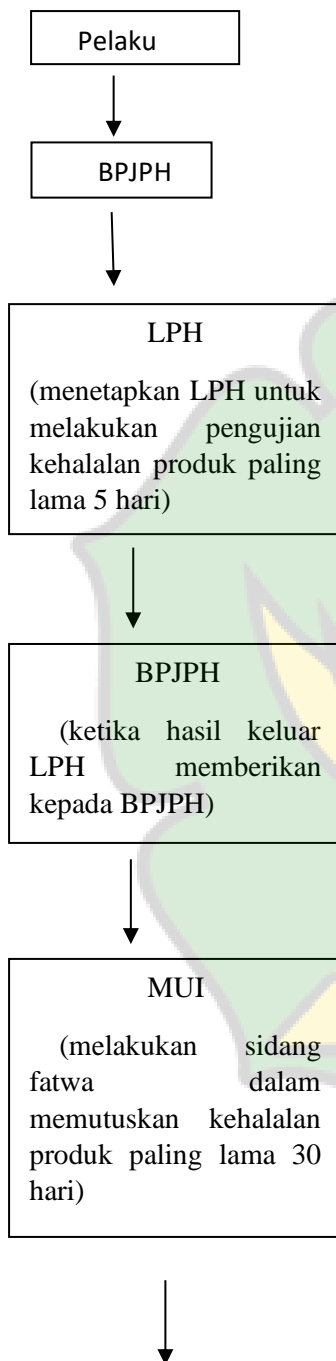 Pelaku
BPJPH
LPH
(menetapkan LPH untuk
melakukan pengujian
kehalalan produk paling
lama 5 hari)
BPJPH
(ketika hasil keluar
LPH memberikan
kepada BPJPH)
MUI
(melakukan sidang
fatwa dalam
memutuskan kehalalan
produk paling lama 30
hari)